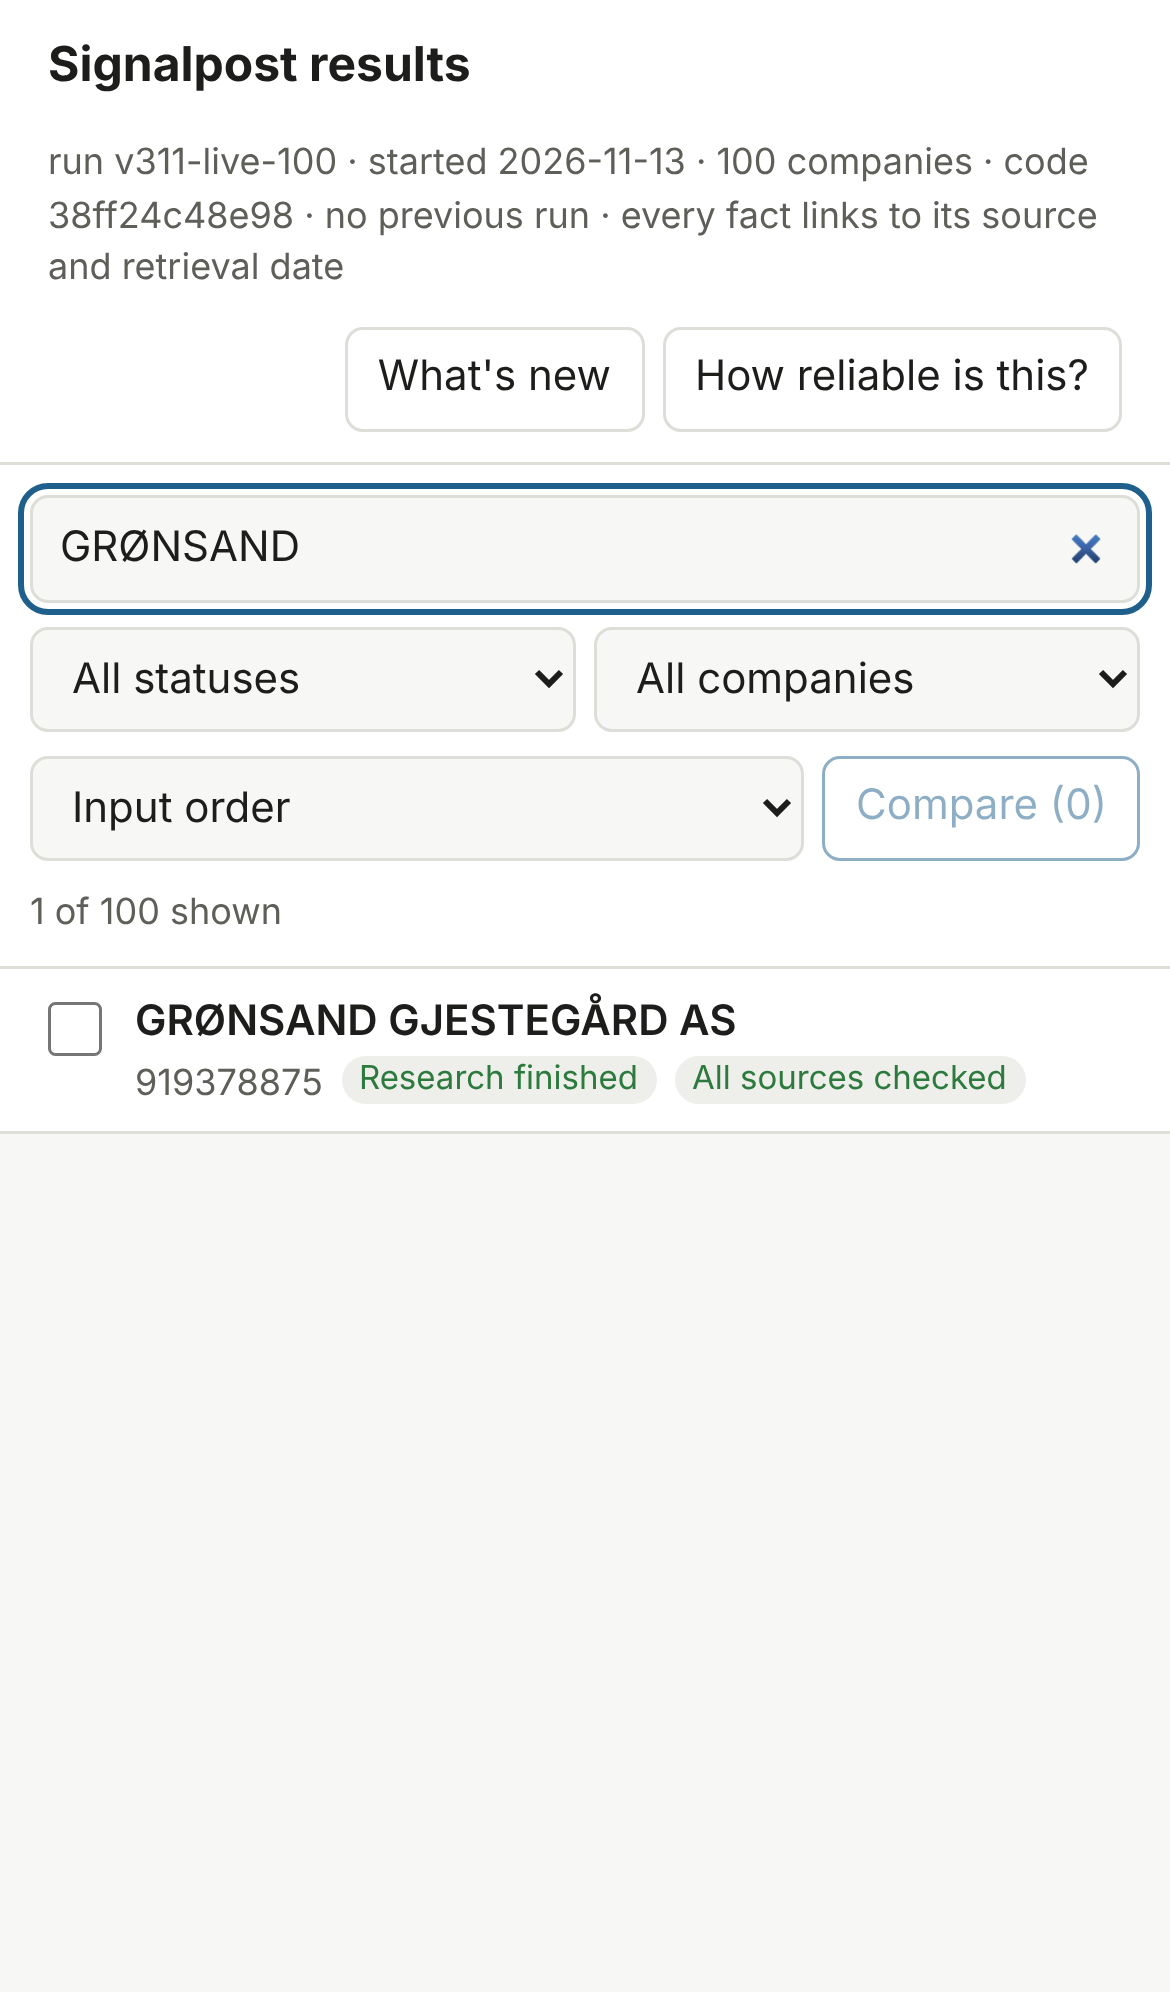 Signalpost results
run v311-live-100 · started 2026-11-13 · 100 companies · code
38ff24c48e98 · no previous run · every fact links to its source
and retrieval date
What's new
How reliable is this?
GRØNSAND
All statuses
All companies
Input order
Compare (0)
1 of 100 shown
GRØNSAND GJESTEGÅRD AS
919378875 Research finished All sources checked